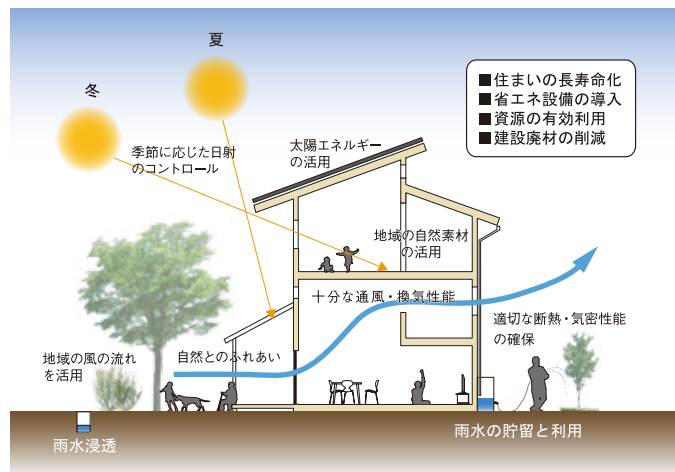 夏
冬
■住まいの長寿命化
■省エネ設備の導入
■資源の有効利用
■建設廃材の削減
季節に応じた日射
のコントロール
太陽エネルギー
の活用
地域の自然素材
の活用
十分な通風・換気性能
適切な断熱・気密性能
の確保
地域の風の流れ
を活用
自然とのふれあい
雨水浸透
雨水の貯留と利用